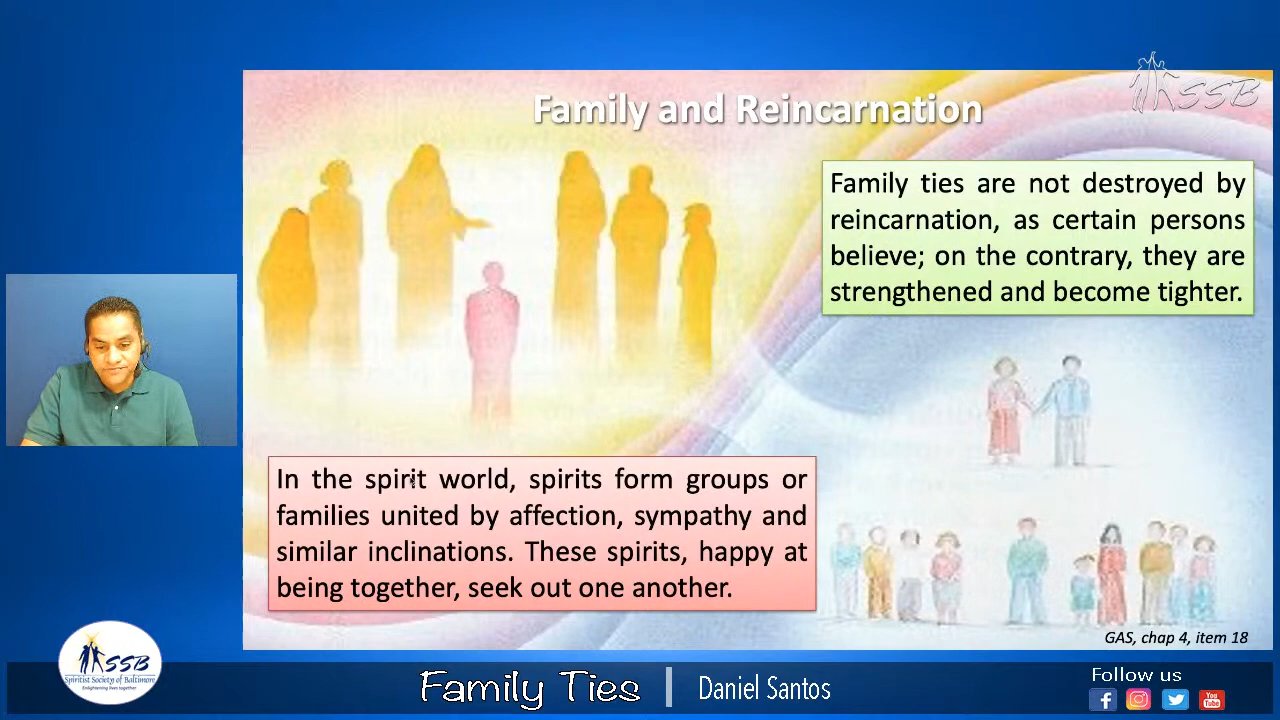 SSB
Family and Reincarnation
Family ties are not destroyed by
reincarnation, as certain persons
believe; on the contrary, they are
strengthened and become tighter.
In the spirit world, spirits form groups or
families united by affection, sympathy and
similar inclinations. These spirits, happy at
being together, seek out one another.
GAS, chap 4, item 18
SSB
Spiritist Society of Baltimore
Enlightening lives together
Family Ties
Daniel Santos
Follow us
You
Tube